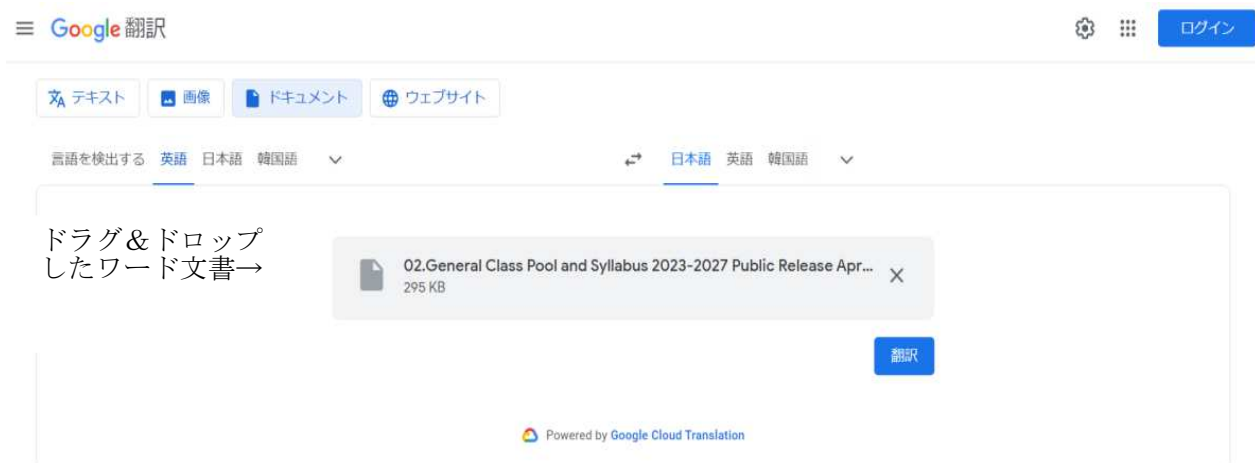 Google 翻訳
ログイン
テキスト 画像 ドキュメント ウェブサイト
言語を検出する 英語 日本語 韓国語 日本語 英語 韓国語
ドラグ＆ドロップ
したワード文書→
02.General Class Pool and Syllabus 2023-2027 Public Release Apr...
295 KB
翻訳
Powered by Google Cloud Translation